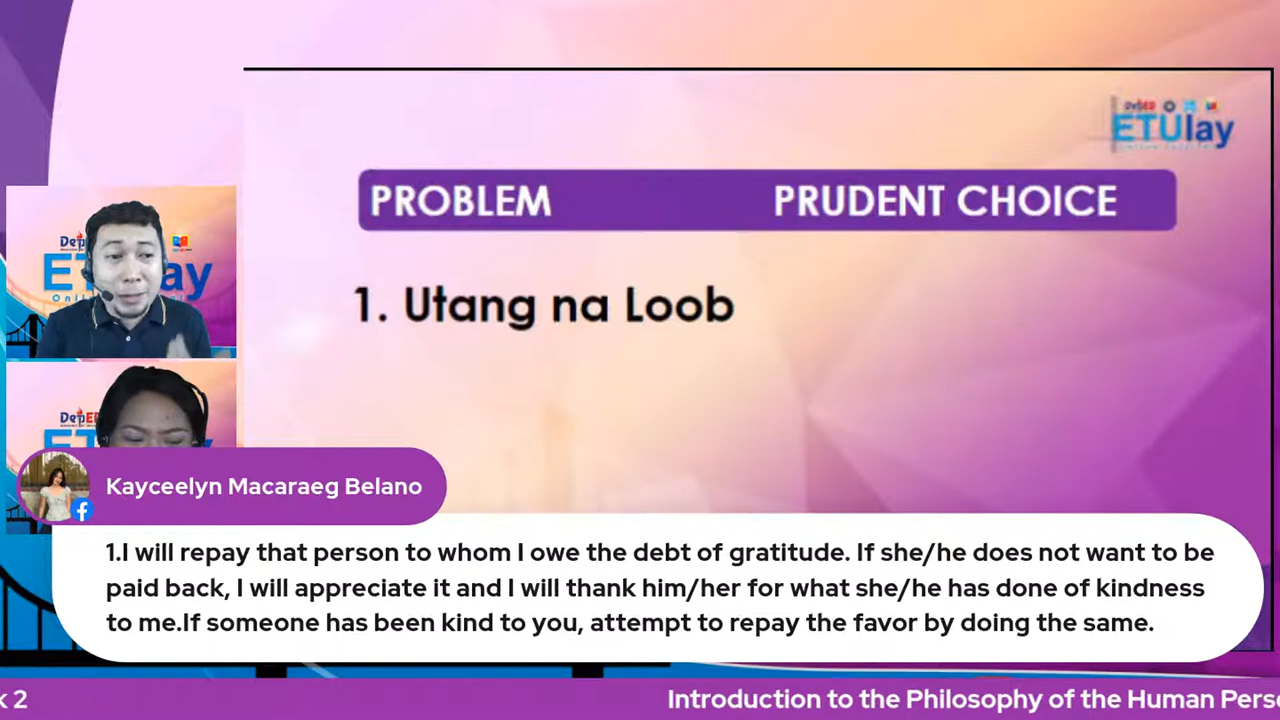 ETUlay
PROBLEM PRUDENT CHOICE
1. Utang na Loob
Kayceelyn Macaraeg Belano
1.I will repay that person to whom I owe the debt of gratitude. If she/he does not want to be
paid back, I will appreciate it and I will thank him/her for what she/he has done of kindness
to me.If someone has been kind to you, attempt to repay the favor by doing the same.
k 2 Introduction to the Philosophy of the Human Perso